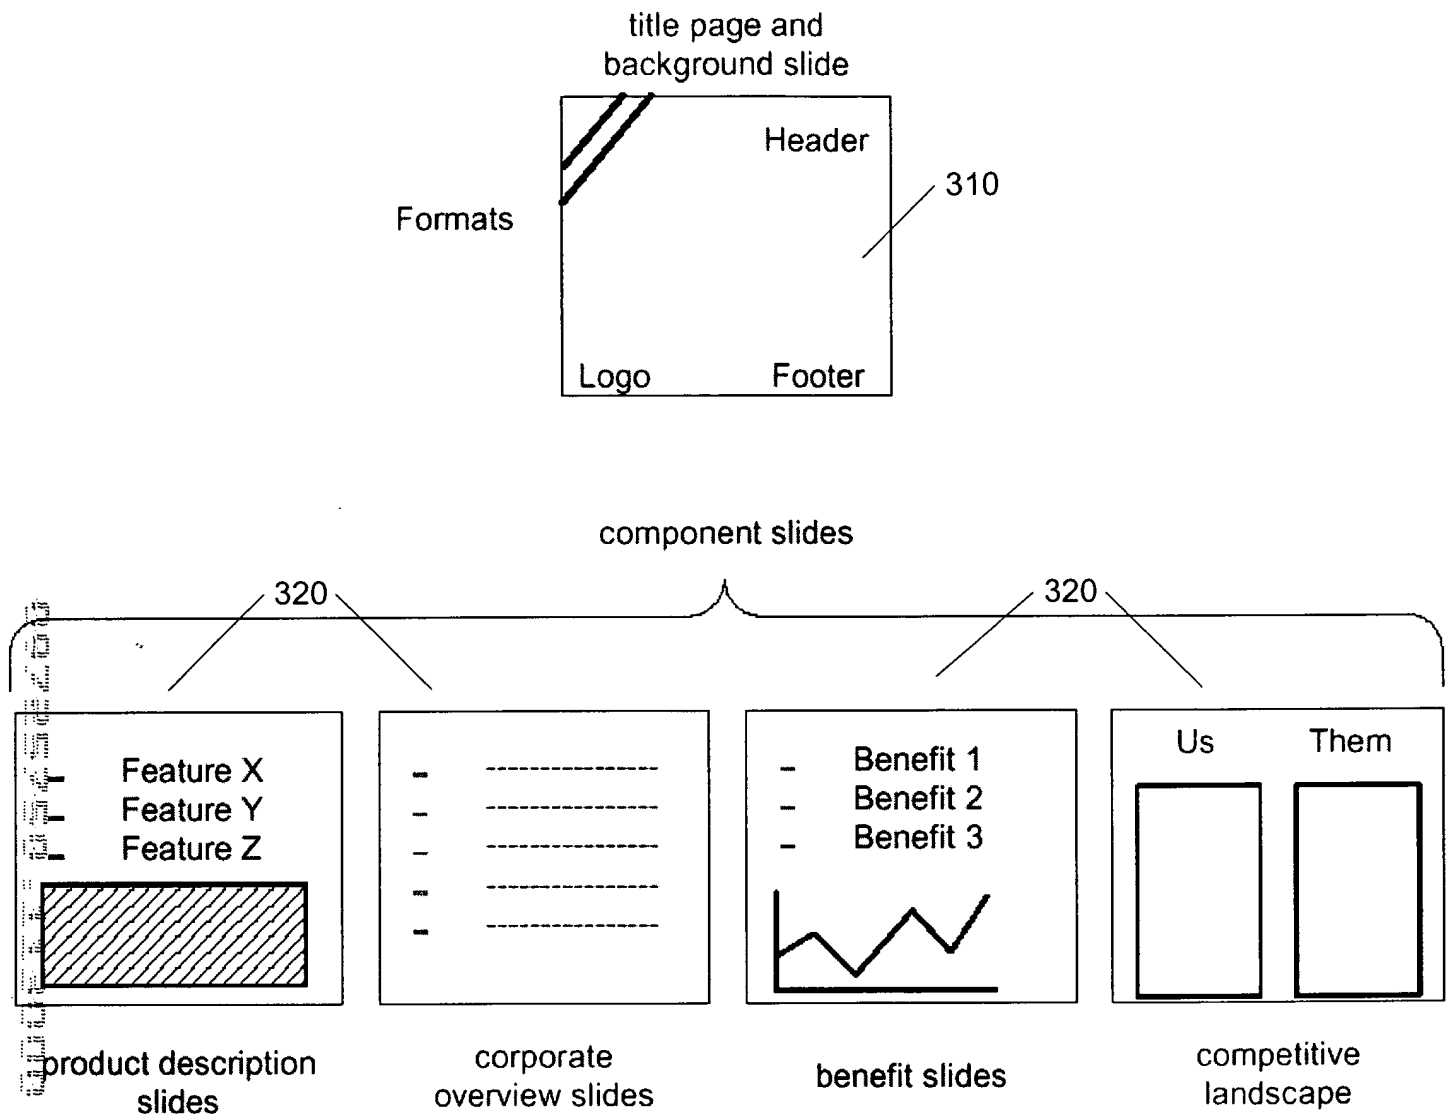 title page and
background slide
Header
310
Formats
Logo
Footer
component slides
320
320
Feature X
Feature Y
Feature Z
Benefit 1
Benefit 2
Benefit 3
Us
Them
product description
slides
corporate
overview slides
benefit slides
competitive
landscape